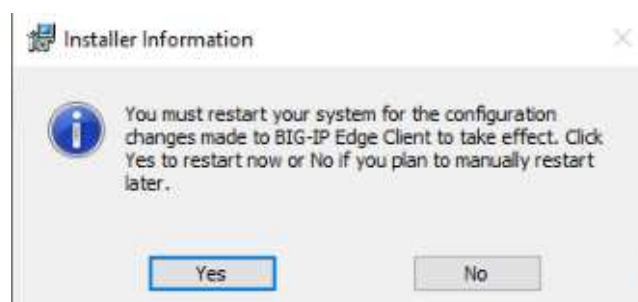 Installer Information
You must restart your system for the configuration
changes made to BIG-IP Edge Client to take effect. Click
Yes to restart now or No if you plan to manually restart
later.
Yes
No